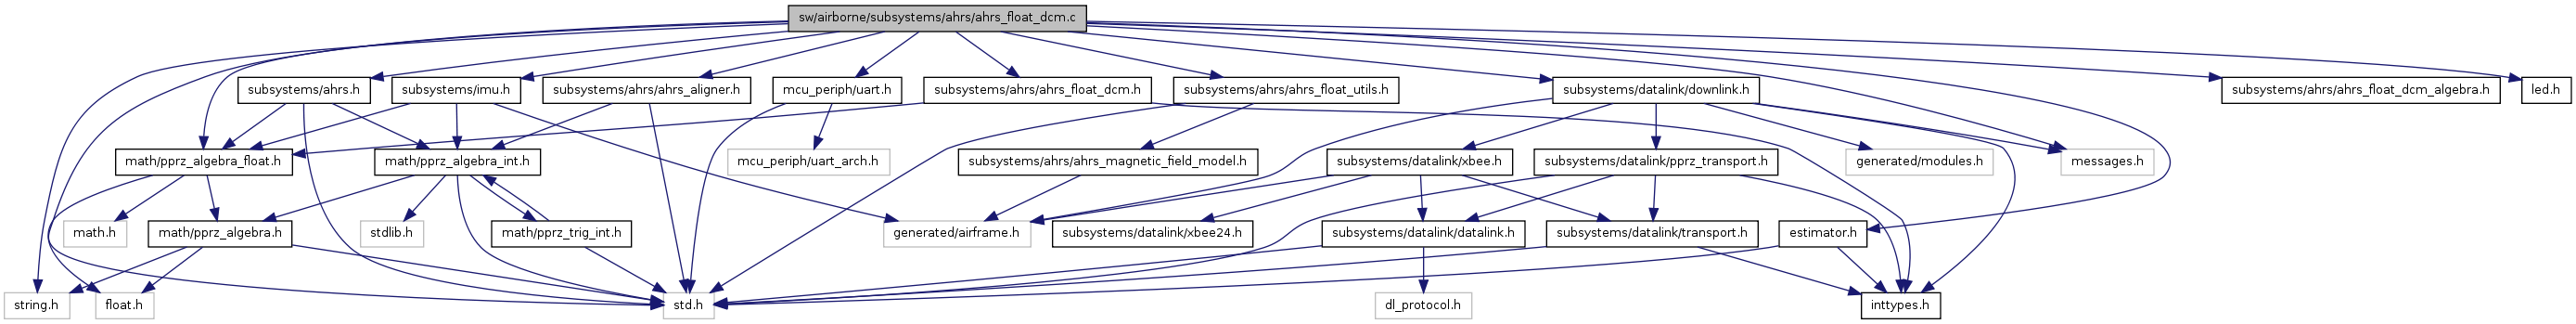 sw/airborne/subsystems/ahrs/ahrs_float_dcm.c
subsystems/ahrs.h
subsystems/imu.h
subsystems/ahrs/ahrs_aligner.h
mcu_periph/uart.h
subsystems/ahrs/ahrs_float_dcm.h
subsystems/ahrs/ahrs_float_utils.h
subsystems/datalink/downlink.h
subsystems/ahrs/ahrs_float_dcm_algebra.h
led.h
math/pprz_algebra_float.h
math/pprz_algebra_int.h
mcu_periph/uart_arch.h
subsystems/ahrs/ahrs_magnetic_field_model.h
subsystems/datalink/xbee.h
subsystems/datalink/pprz_transport.h
generated/modules.h
messages.h
math.h
math/pprz_algebra.h
stdlib.h
math/pprz_trig_int.h
generated/airframe.h
subsystems/datalink/xbee24.h
subsystems/datalink/datalink.h
subsystems/datalink/transport.h
estimator.h
string.h
float.h
std.h
dl_protocol.h
inttypes.h